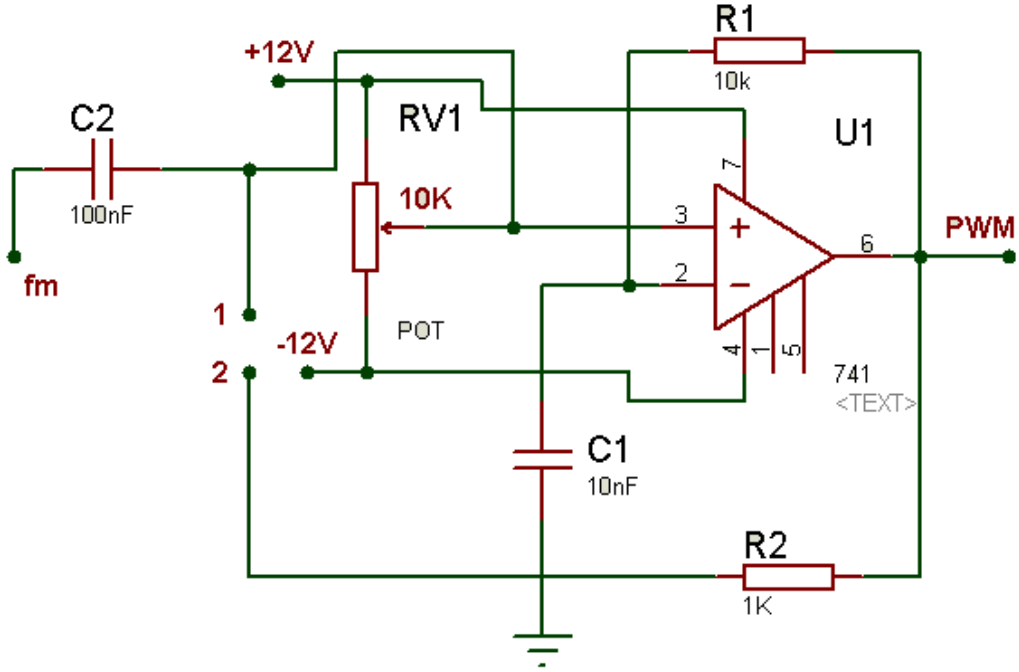 R1
10k
+12V
C2
100nF
RV1
10K
POT
U1
7
3
+
2
−
6
PWM
4
1
5
741
<TEXT>
fm
1
-12V
2
C1
10nF
R2
1K